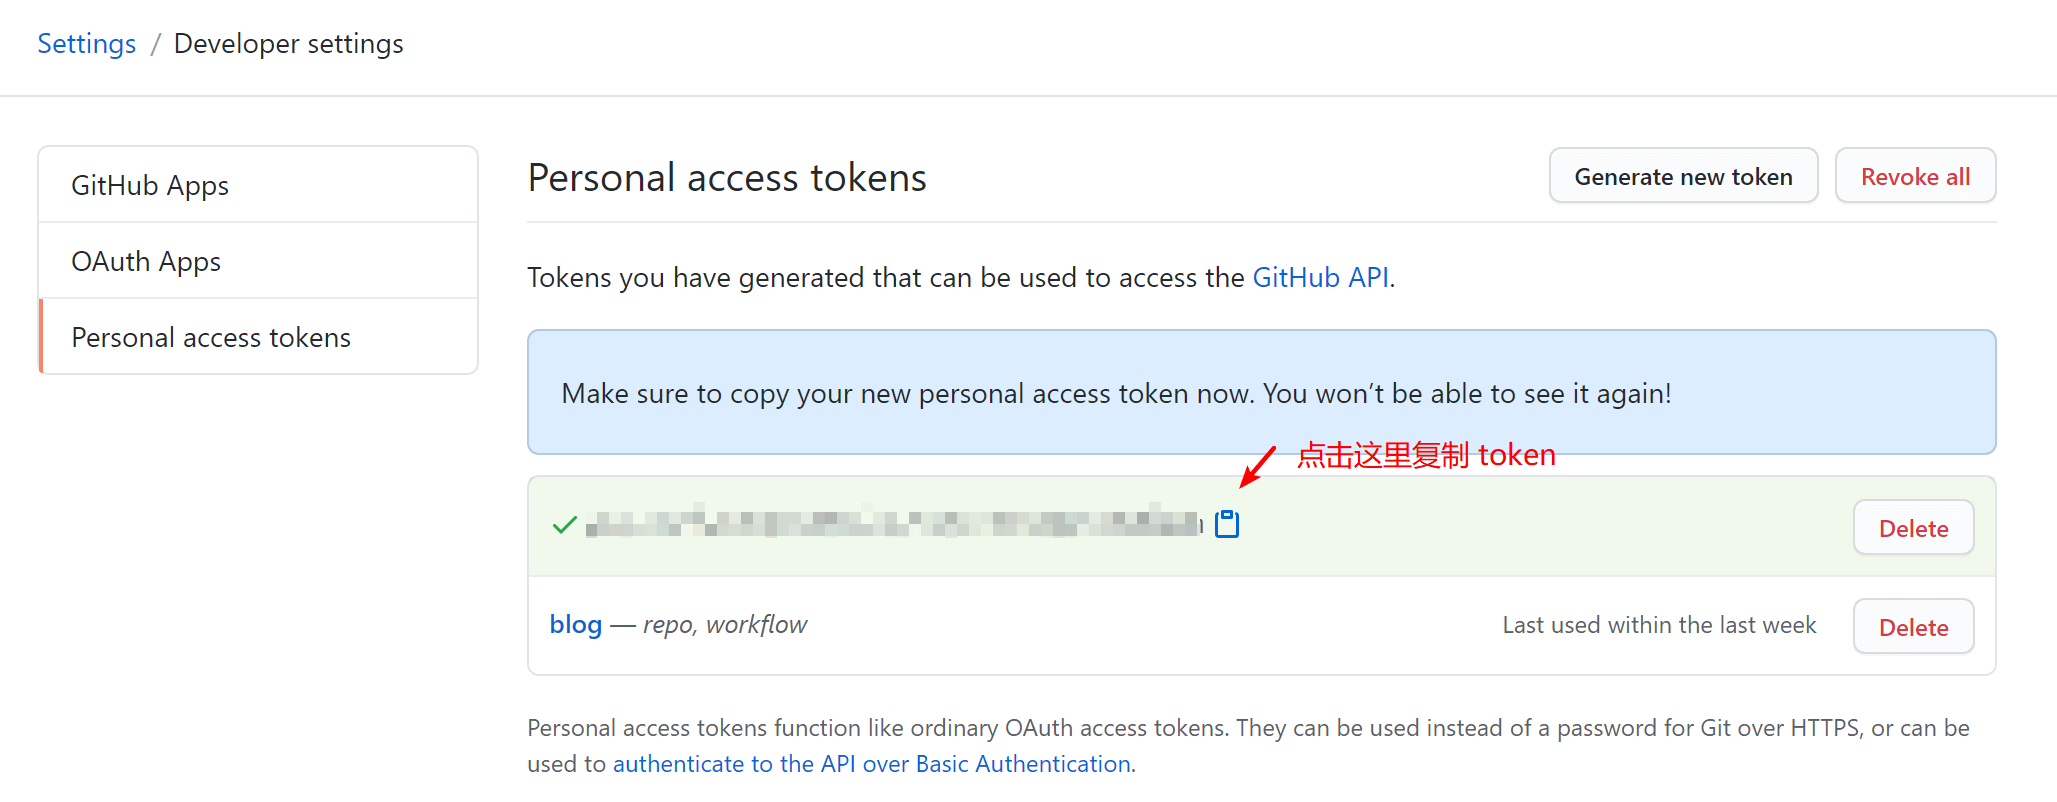 Settings / Developer settings
GitHub Apps
OAuth Apps
Personal access tokens
Personal access tokens
Generate new token
Revoke all
Tokens you have generated that can be used to access the GitHub API.
Make sure to copy your new personal access token now. You won’t be able to see it again!
点击这里复制 token
Delete
blog — repo, workflow
Last used within the last week
Delete
Personal access tokens function like ordinary OAuth access tokens. They can be used instead of a password for Git over HTTPS, or can be
used to authenticate to the API over Basic Authentication.